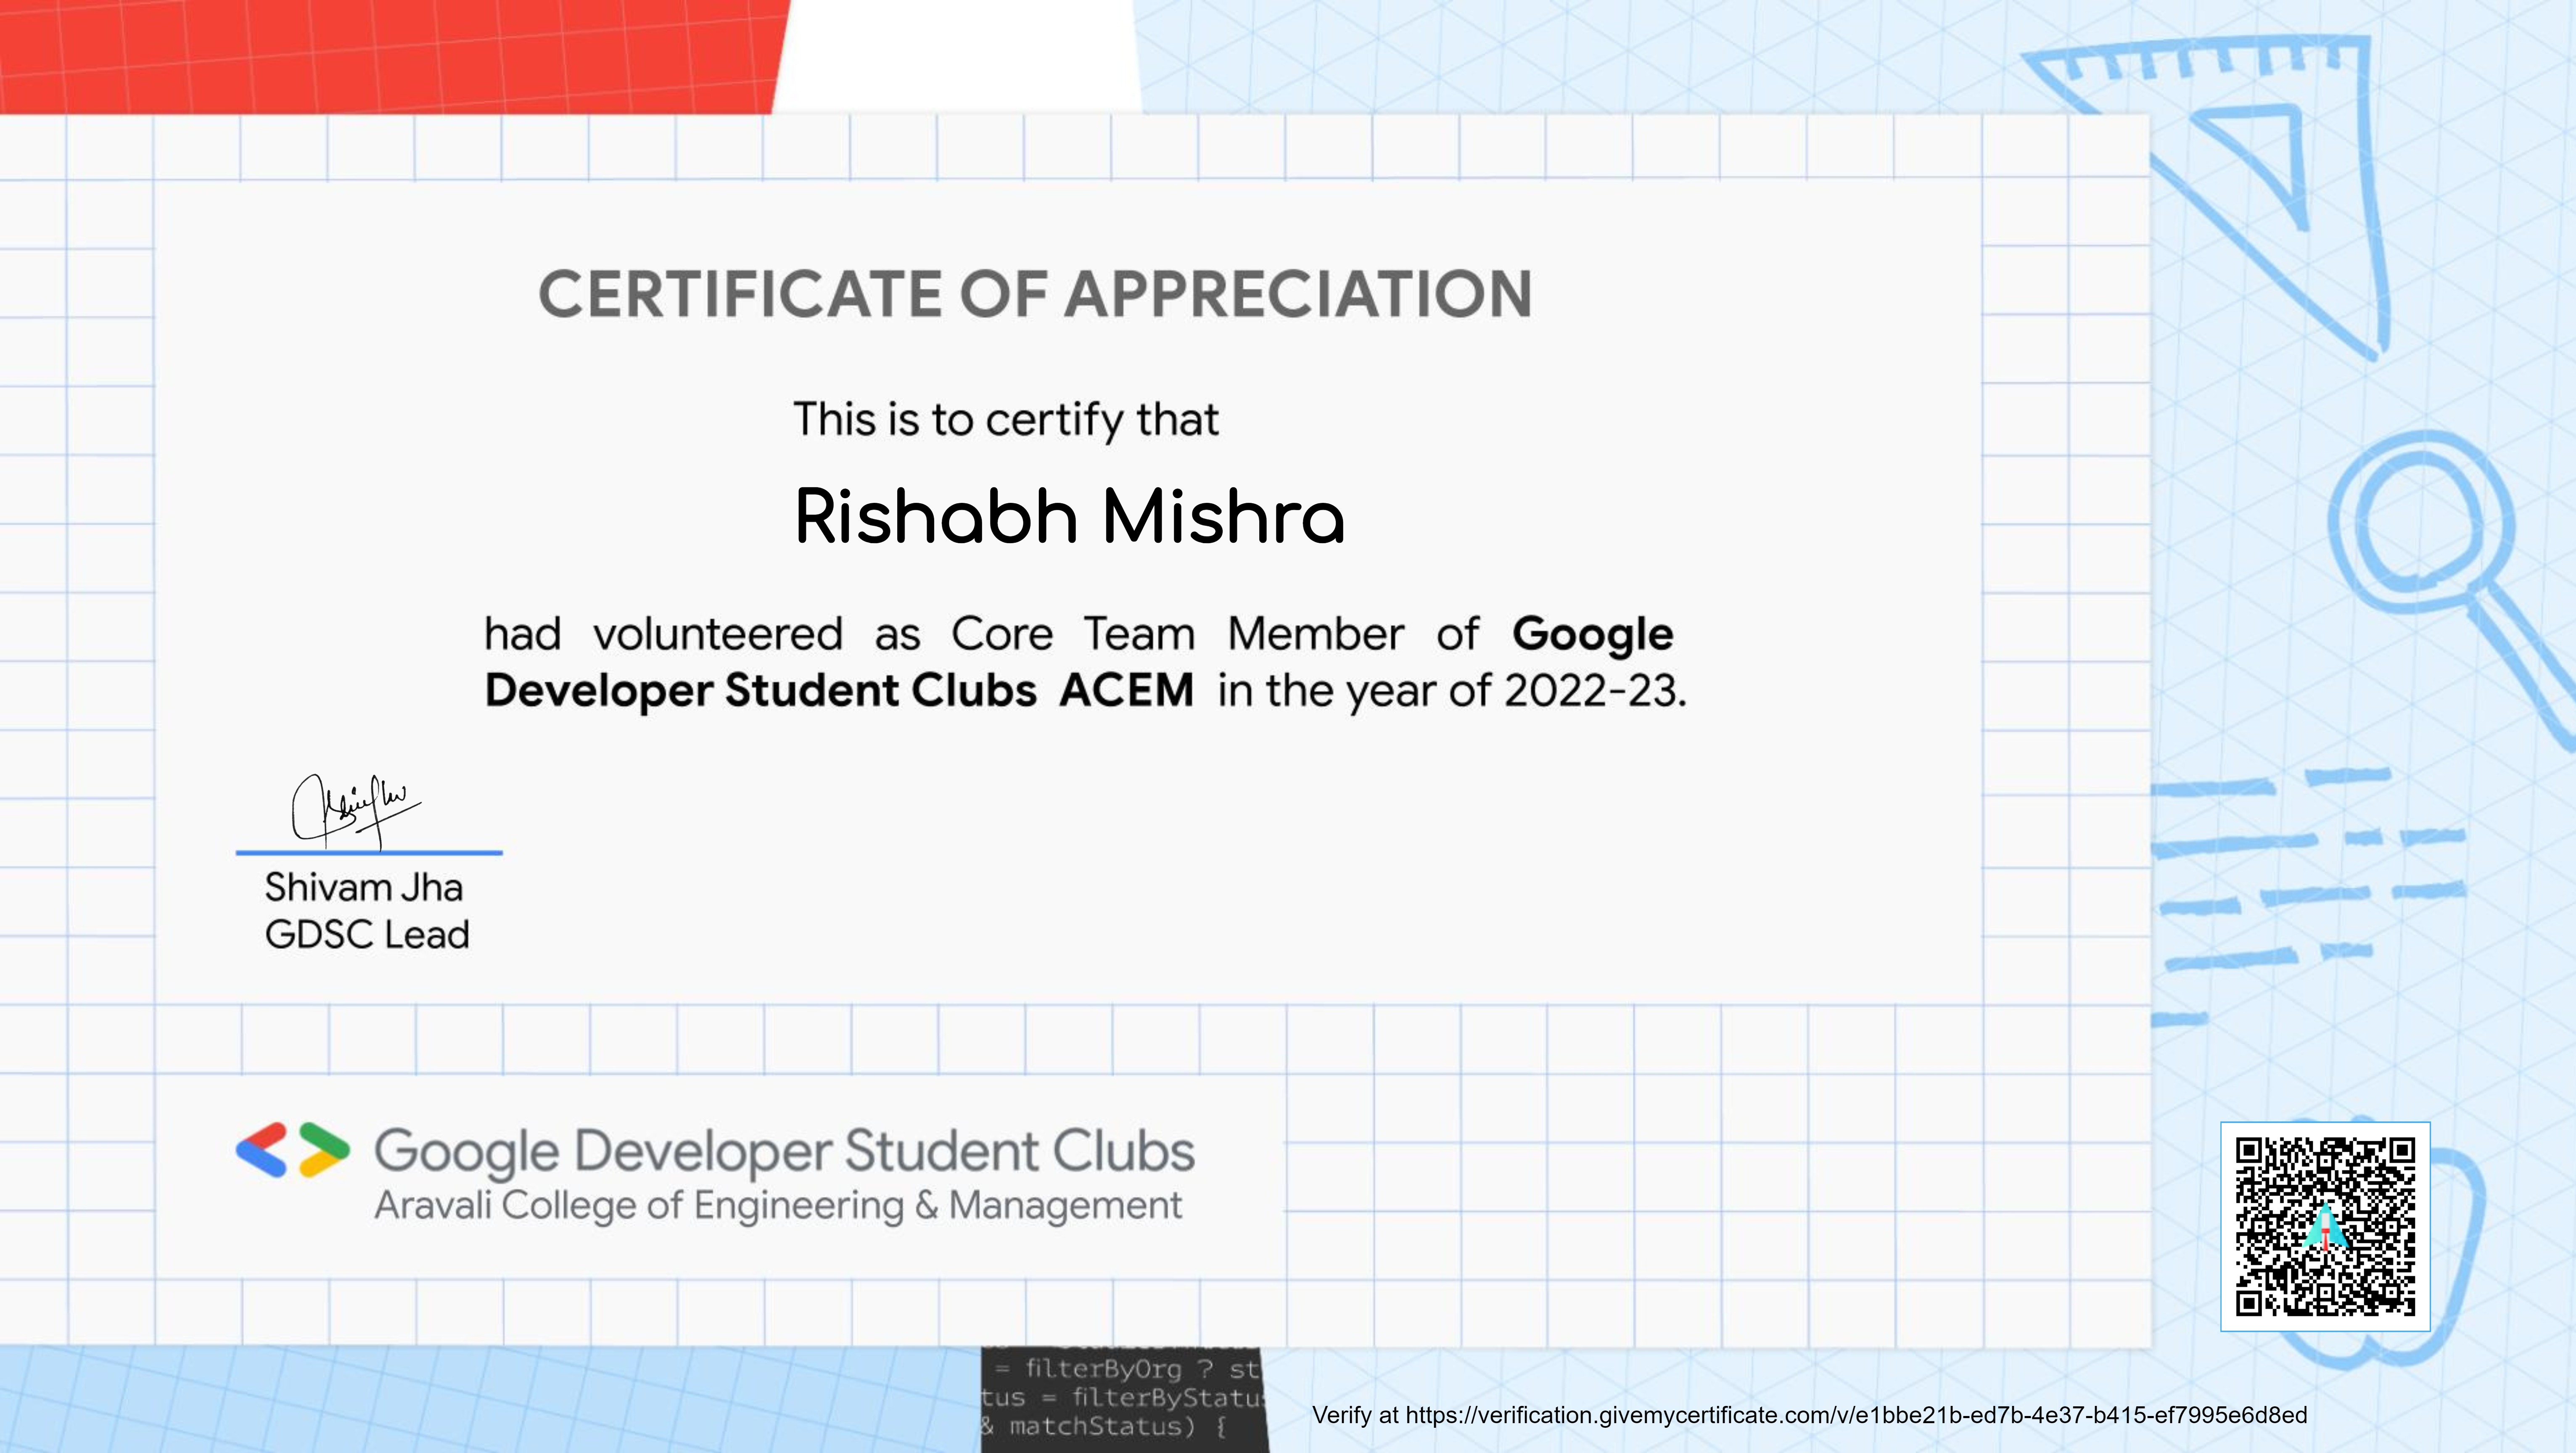 CERTIFICATE OF APPRECIATION
This is to certify that
Rishabh Mishra
had volunteered as Core Team Member of Google
Developer Student Clubs ACEM in the year of 2022-23.
Shivam Jha
GDSC Lead
Google Developer Student Clubs
Aravali College of Engineering & Management
= filterByOrg ? st
tus = filterByStatu
& matchStatus) {
Verify at https://verification.givemycertificate.com/v/e1bbe21b-ed7b-4e37-b415-ef7995e6d8ed